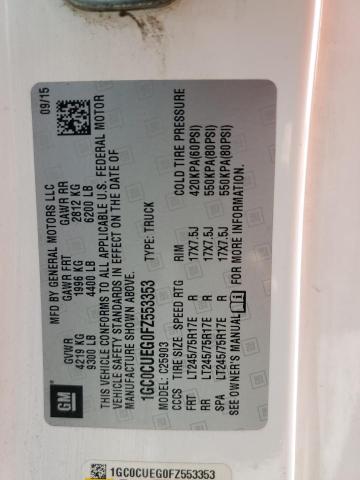 MFD BY GENERAL MOTORS LLC 09/15
GVWR GAWR FRT GAWR RR
4219 KG 1996 KG 2812 KG
9300 LB 4400 LB 6200 LB
THIS VEHICLE CONFORMS TO ALL APPLICABLE U.S. FEDERAL MOTOR
VEHICLE SAFETY STANDARDS IN EFFECT ON THE DATE OF
MANUFACTURE SHOWN ABOVE.
1GC0CUEG0FZ553353 TYPE: TRUCK
MODEL: C25903
CCCS TIRE SIZE SPEED RTG RIM COLD TIRE PRESSURE
FRT LT245/75R17E R 17X7.5J 420KPA(60PSI)
RR LT245/75R17E R 17X7.5J 550KPA(80PSI)
SPA LT245/75R17E R 17X7.5J 550KPA(80PSI)
SEE OWNER'S MANUAL FOR MORE INFORMATION.
GM
1GC0CUEG0FZ553353